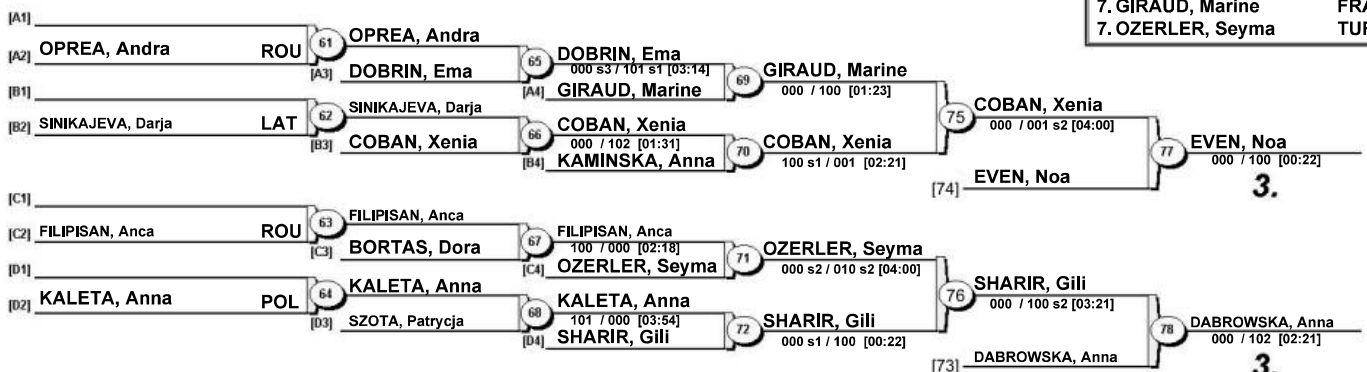 7. GIRAUD, Marine FRA
7. OZERLER, Seyma
[A1]
[A2] OPREA, Andra ROU
61
OPREA, Andra
[A3] DOBRIN, Ema
[B1]
[B2] SINIKAJEVA, Darja LAT
62
SINIKAJEVA, Darja
[B3] COBAN, Xenia
65
DOBRIN, Ema
000 s3 / 101 s1 [03:14]
[A4] GIRAUD, Marine
66
COBAN, Xenia
000 / 102 [01:31]
[B4] KAMINSKA, Anna
69
GIRAUD, Marine
000 / 100 [01:23]
70
COBAN, Xenia
100 s1 / 001 [02:21]
75
COBAN, Xenia
000 / 001 s2 [04:00]
[74] EVEN, Noa
77
EVEN, Noa
000 / 100 [00:22]
3.
[C1]
[C2] FILIPISAN, Anca ROU
63
FILIPISAN, Anca
[C3] BORTAS, Dora
[D1]
[D2] KALETA, Anna POL
64
KALETA, Anna
[D3] SZOTA, Patrycja
67
FILIPISAN, Anca
100 / 000 [02:18]
[C4] OZERLER, Seyma
68
KALETA, Anna
101 / 000 [03:54]
[D4] SHARIR, Gili
71
OZERLER, Seyma
000 s2 / 010 s2 [04:00]
72
SHARIR, Gili
000 s1 / 100 [00:22]
76
SHARIR, Gili
000 / 100 s2 [03:21]
[73] DABROWSKA, Anna
78
DABROWSKA, Anna
000 / 102 [02:21]
3.